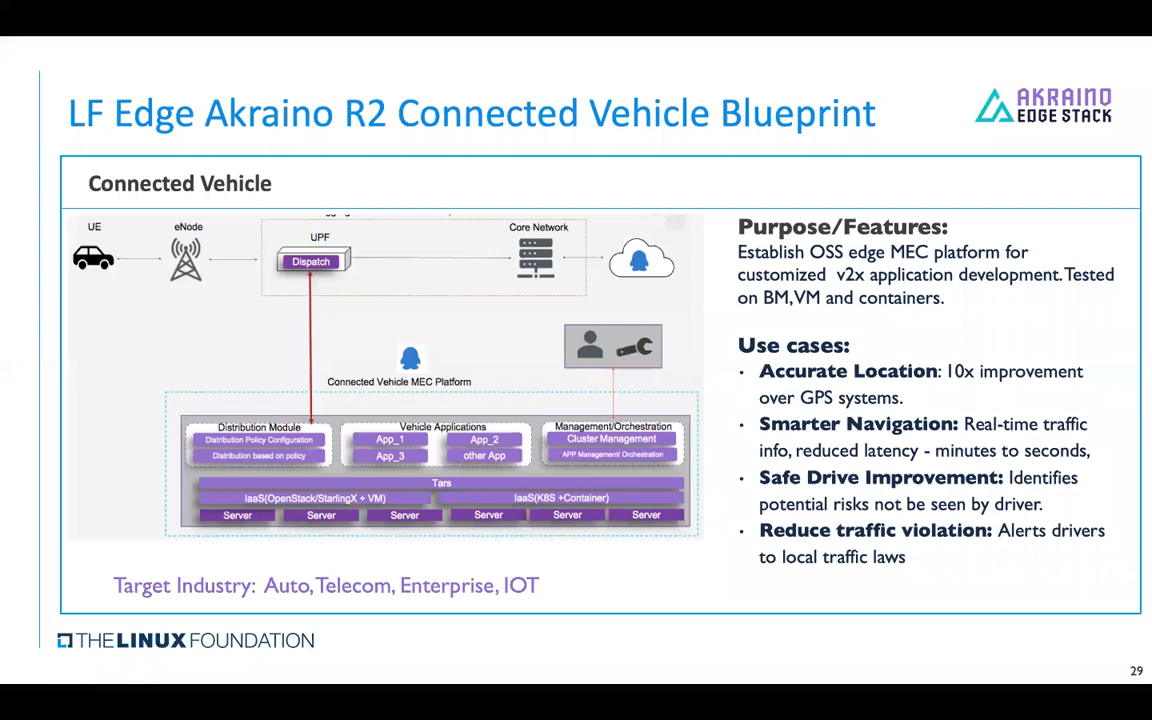 LF Edge Akraino R2 Connected Vehicle Blueprint
AKRAINO
EDGE STACK
Connected Vehicle
UE
eNode
UPF
Dispatch
Core Network
Connected Vehicle MEC Platform
Distribution Module
Distribution Policy Configuration
Distribution based on policy
Vehicle Applications
App_1
App_2
App_3
other App
Management/Orchestration
Cluster Management
APP Management/ Orchestration
Tars
IaaS(OpenStack/StarlingX + VM)
IaaS(K8S +Container)
Server
Server
Server
Server
Server
Server
Target Industry: Auto, Telecom, Enterprise, IOT
Purpose/Features:
Establish OSS edge MEC platform for
customized v2x application development. Tested
on BM, VM and containers.
Use cases:
• Accurate Location: 10x improvement
over GPS systems.
• Smarter Navigation: Real-time traffic
info, reduced latency - minutes to seconds,
• Safe Drive Improvement: Identifies
potential risks not be seen by driver.
• Reduce traffic violation: Alerts drivers
to local traffic laws
THE LINUX FOUNDATION
29